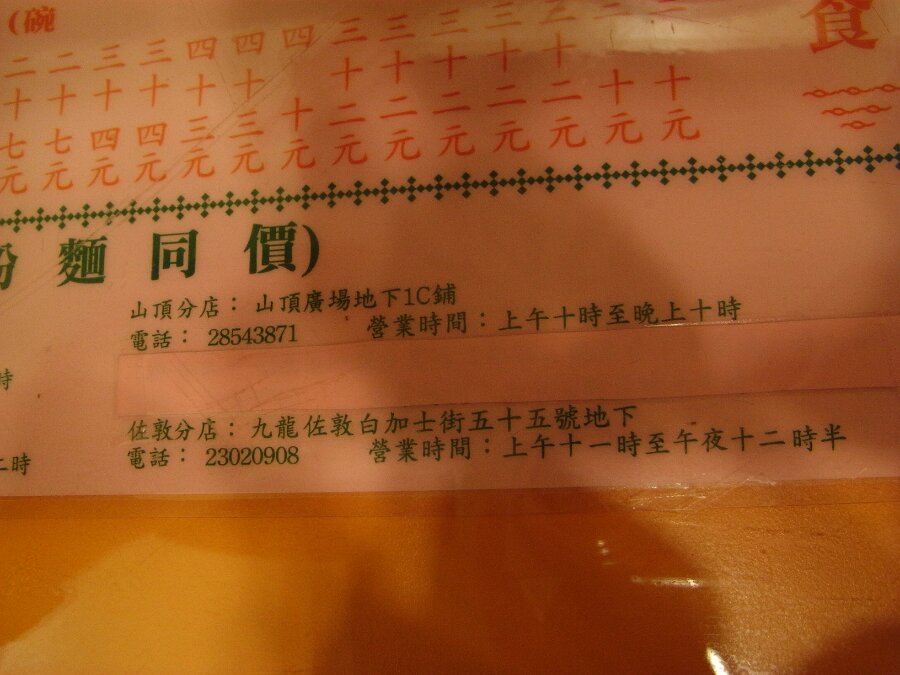 食
十元
十元
三十二元
三十二元
三十二元
三十二元
三十二元
四十元
四十三元
四十三元
三十四元
三十四元
二十七元
二十七元
(碗
粉麵同價)
山頂分店： 山頂廣場地下1C鋪
電話： 28543871 營業時間：上午十時至晚上十時
時
佐敦分店：九龍佐敦白加士街五十五號地下
電話： 23020908 營業時間：上午十一時至午夜十二時半
二時